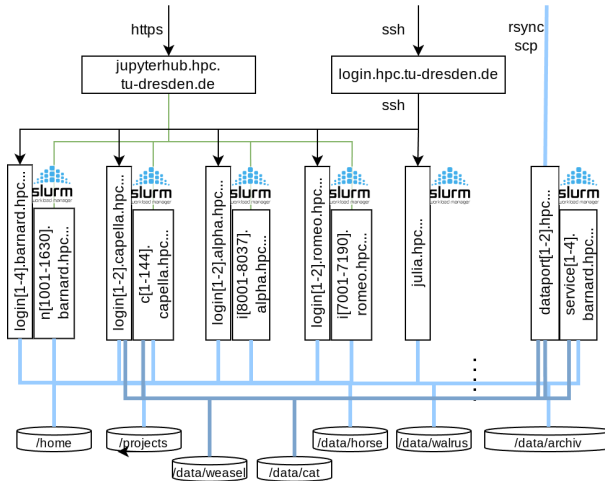 https
ssh
rsync
scp
jupyterhub.hpc.
tu-dresden.de
login.hpc.tu-dresden.de
ssh
slurm
workload manager
slurm
workload manager
slurm
workload manager
slurm
workload manager
slurm
workload manager
slurm
workload manager
login[1-4].barnard.hpc...
n[1001-1630].
barnard.hpc...
login[1-2].capella.hpc...
c[1-144].
capella.hpc...
login[1-2].alpha.hpc...
i[8001-8037].
alpha.hpc...
login[1-2].romeo.hpc...
i[7001-7190].
romeo.hpc...
julia.hpc...
dataport[1-2].hpc...
service[1-4].
barnard.hpc...
/home
/projects
/data/horse
/data/walrus
/data/archiv
/data/weasel
/data/cat